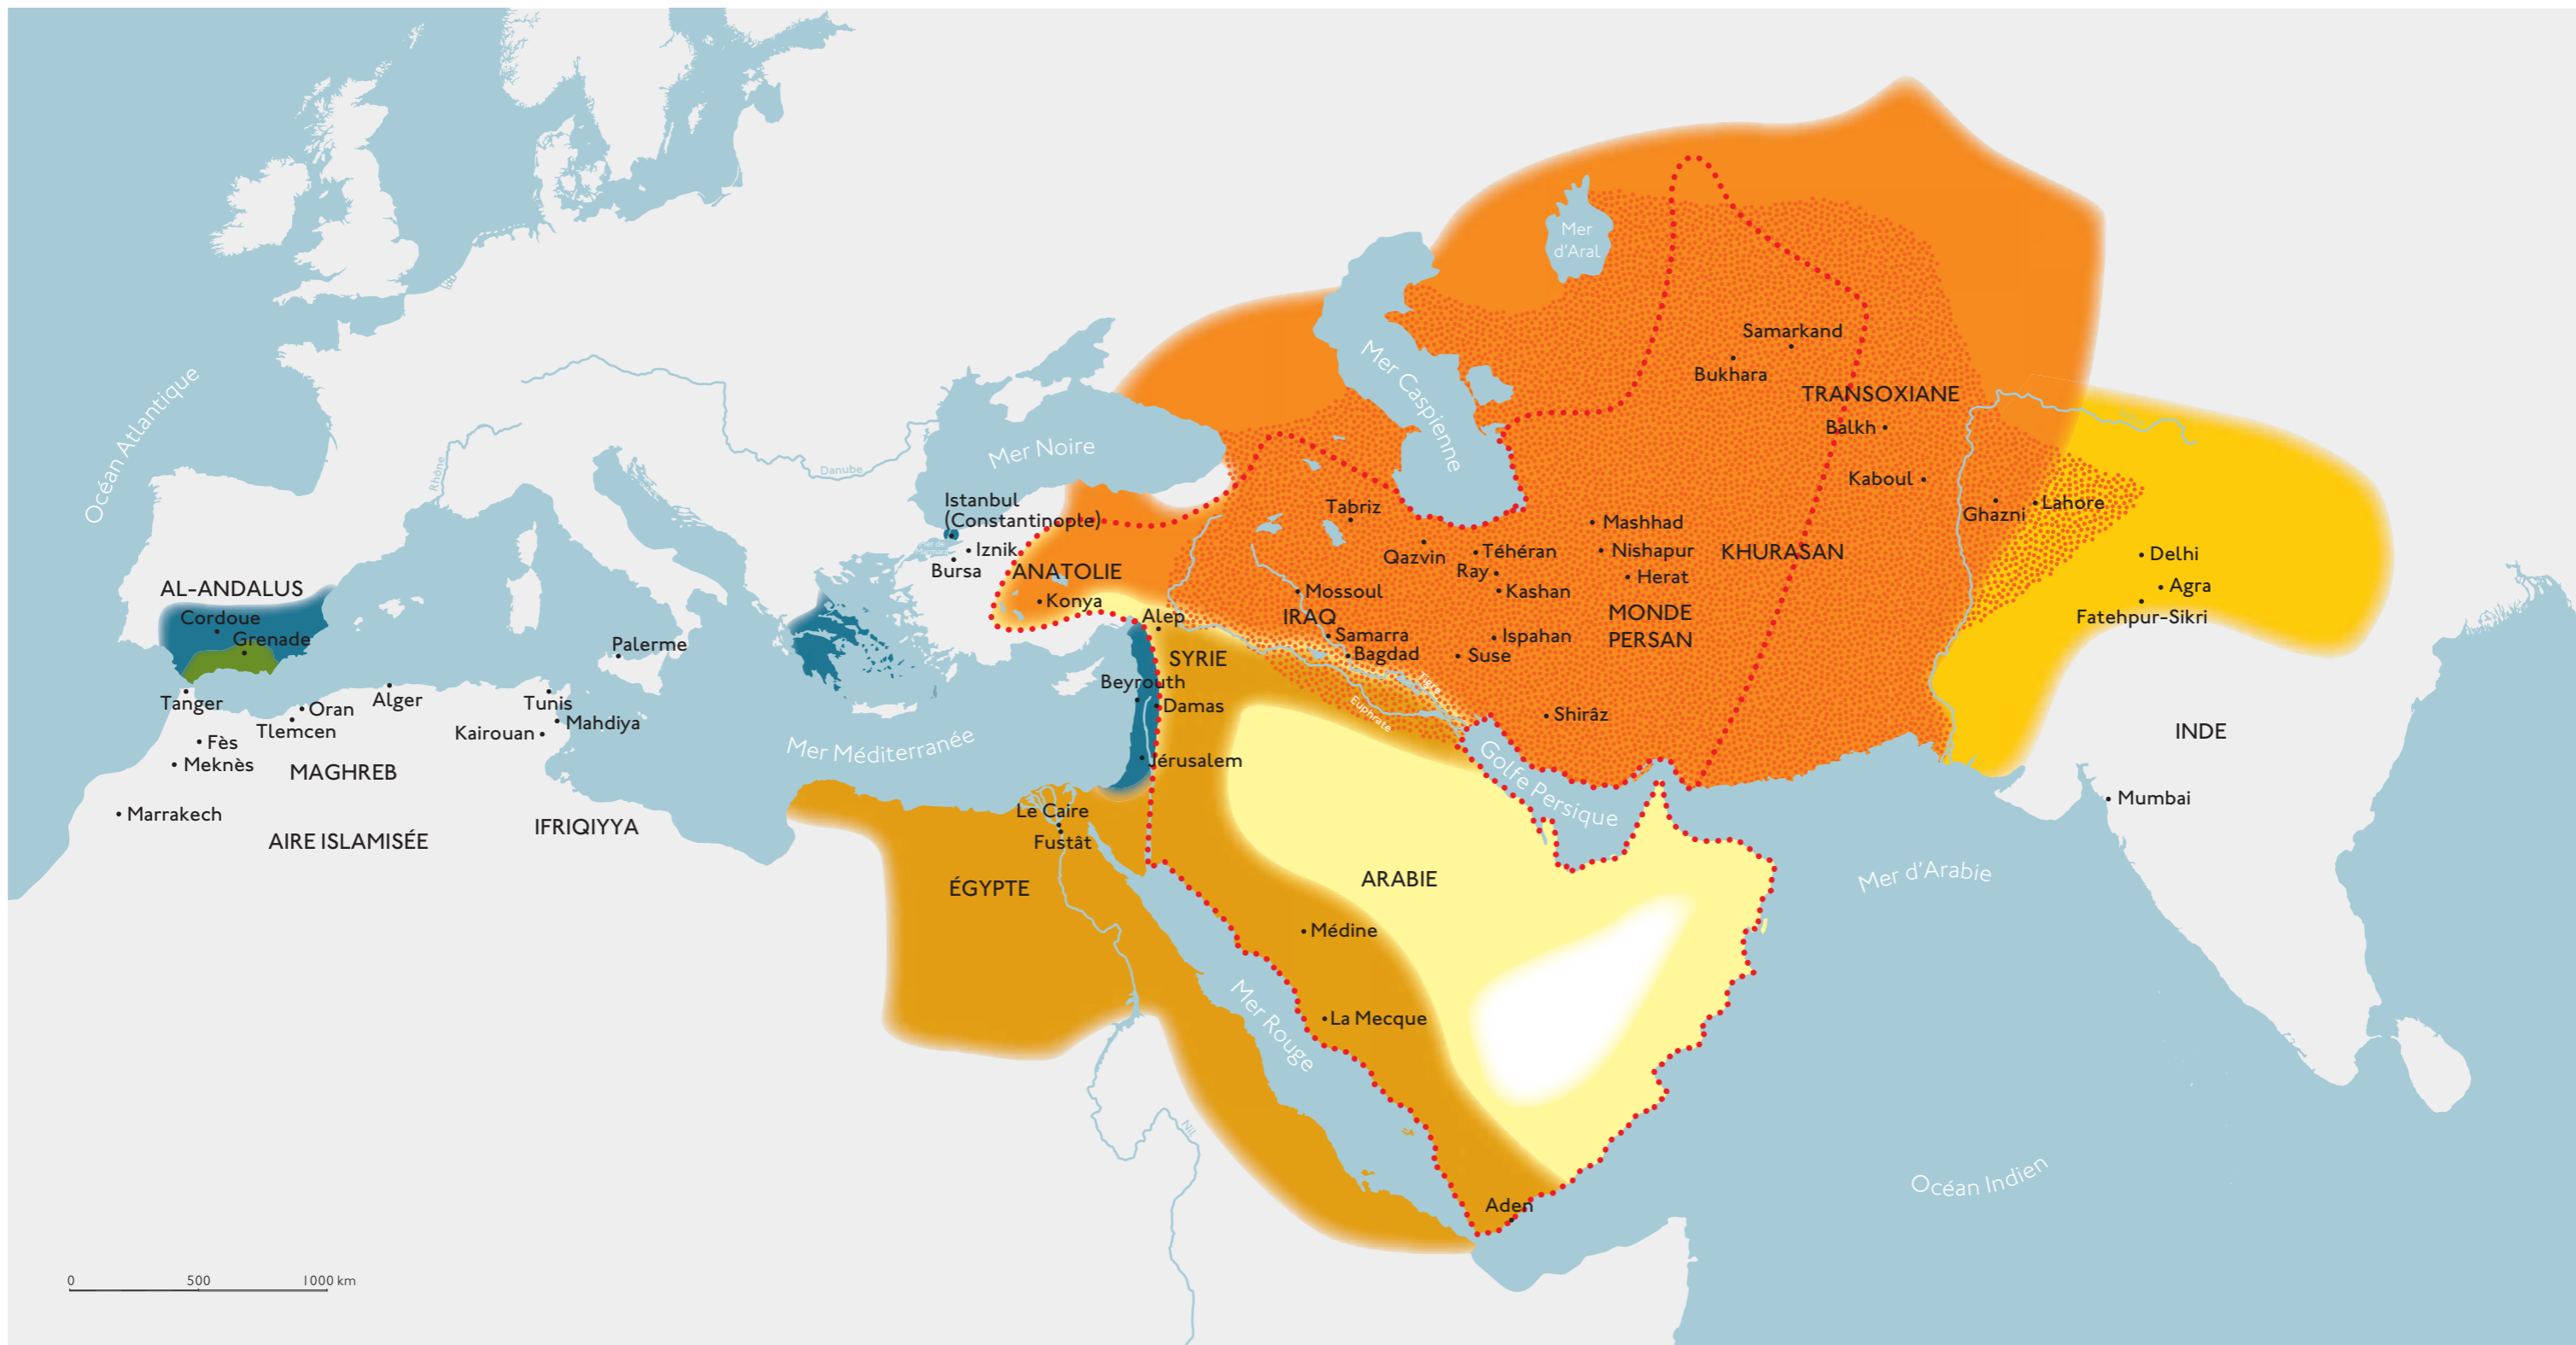 Océan Atlantique
Rhône
Danube
Mer Noire
Mer Caspienne
Mer
d'Aral
Samarkand
Bukhara
TRANSOXIANE
Balkh
Kaboul
Ghazni
Lahore
Delhi
Agra
Fatehpur-Sikri
INDE
Mumbai
Istanbul
(Constantinople)
Iznik
Bursa
ANATOLIE
Konya
Alep
Tabriz
Qazvin
Téhéran
Ray
Kashan
Mashhad
Nishapur
Herat
KHURASAN
MONDE
PERSAN
Mossoul
IRAQ
Samarra
Bagdad
Ispahan
Suse
Shirâz
Tigre
Euphrate
SYRIE
Beyrouth
Damas
Jérusalem
AL-ANDALUS
Cordoue
Grenade
Palerme
Tanger
Oran
Tlemcen
Alger
Tunis
Mahdiya
Kairouan
Fès
Meknès
Marrakech
MAGHREB
AIRE ISLAMISÉE
IFRIQIYYA
Mer Méditerranée
Le Caire
Fustât
ÉGYPTE
Golfe Persique
ARABIE
Médine
La Mecque
Mer Rouge
Nil
Aden
Mer d'Arabie
Océan Indien
0 500 1000 km